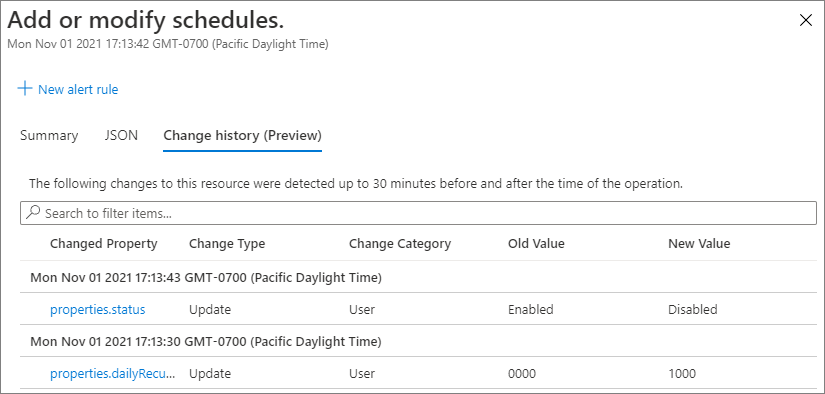 Add or modify schedules.
Mon Nov 01 2021 17:13:42 GMT-0700 (Pacific Daylight Time)
New alert rule
Summary JSON Change history (Preview)
The following changes to this resource were detected up to 30 minutes before and after the time of the operation.
Search to filter items...
Changed Property Change Type Change Category Old Value New Value
Mon Nov 01 2021 17:13:43 GMT-0700 (Pacific Daylight Time)
properties.status Update User Enabled Disabled
Mon Nov 01 2021 17:13:30 GMT-0700 (Pacific Daylight Time)
properties.dailyRecu... Update User 0000 1000